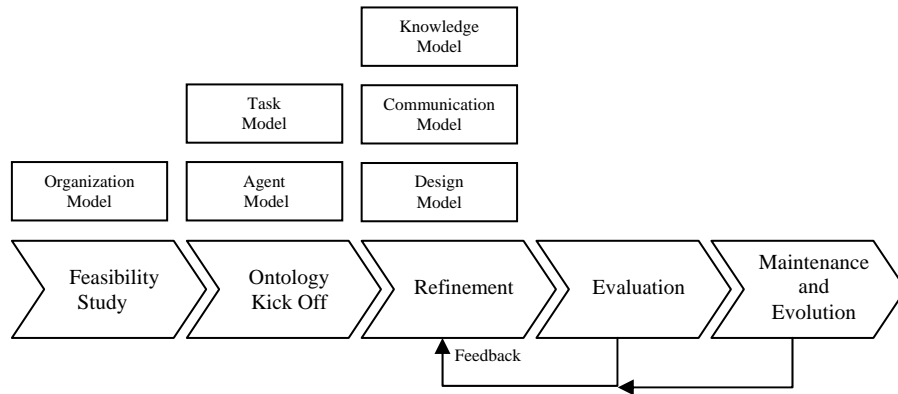 Knowledge
Model
Task
Model
Communication
Model
Organization
Model
Agent
Model
Design
Model
Feasibility
Study
Ontology
Kick Off
Refinement
Evaluation
Maintenance
and
Evolution
Feedback